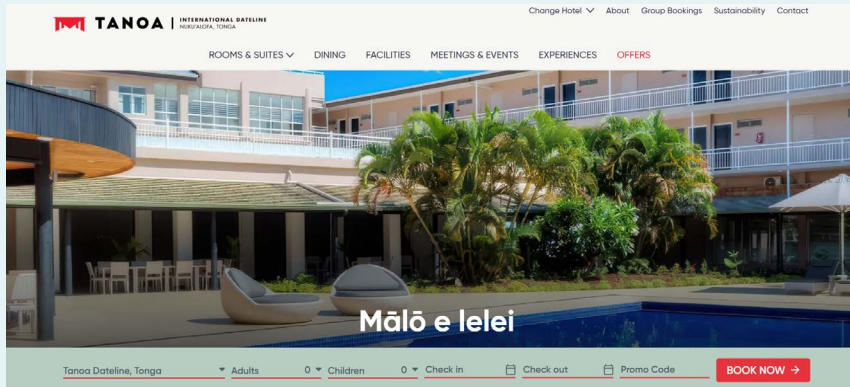 Change Hotel About Group Bookings Sustainability Contact
TANOA | INTERNATIONAL DATELINE
NUKU'ALOFA, TONGA
ROOMS & SUITES DINING FACILITIES MEETINGS & EVENTS EXPERIENCES OFFERS
Mālō e lelei
Tanoa Dateline, Tonga Adults 0 Children 0 Check in Check out Promo Code BOOK NOW →